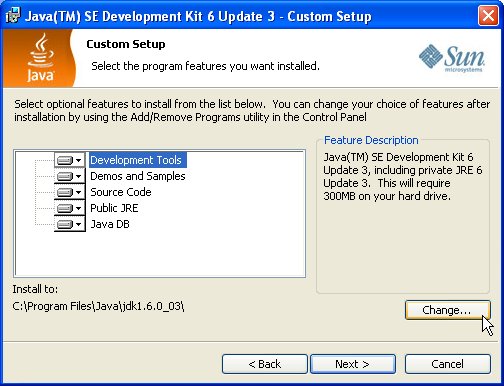 Java(TM) SE Development Kit 6 Update 3 - Custom Setup
Java
Custom Setup
Select the program features you want installed.
Sun
microsystems
Select optional features to install from the list below. You can change your choice of features after
installation by using the Add/Remove Programs utility in the Control Panel
Development Tools
Demos and Samples
Source Code
Public JRE
Java DB
Feature Description
Java(TM) SE Development Kit 6
Update 3, including private JRE 6
Update 3. This will require
300MB on your hard drive.
Install to:
C:\Program Files\Java\jdk1.6.0_03\
Change...
< Back
Next >
Cancel